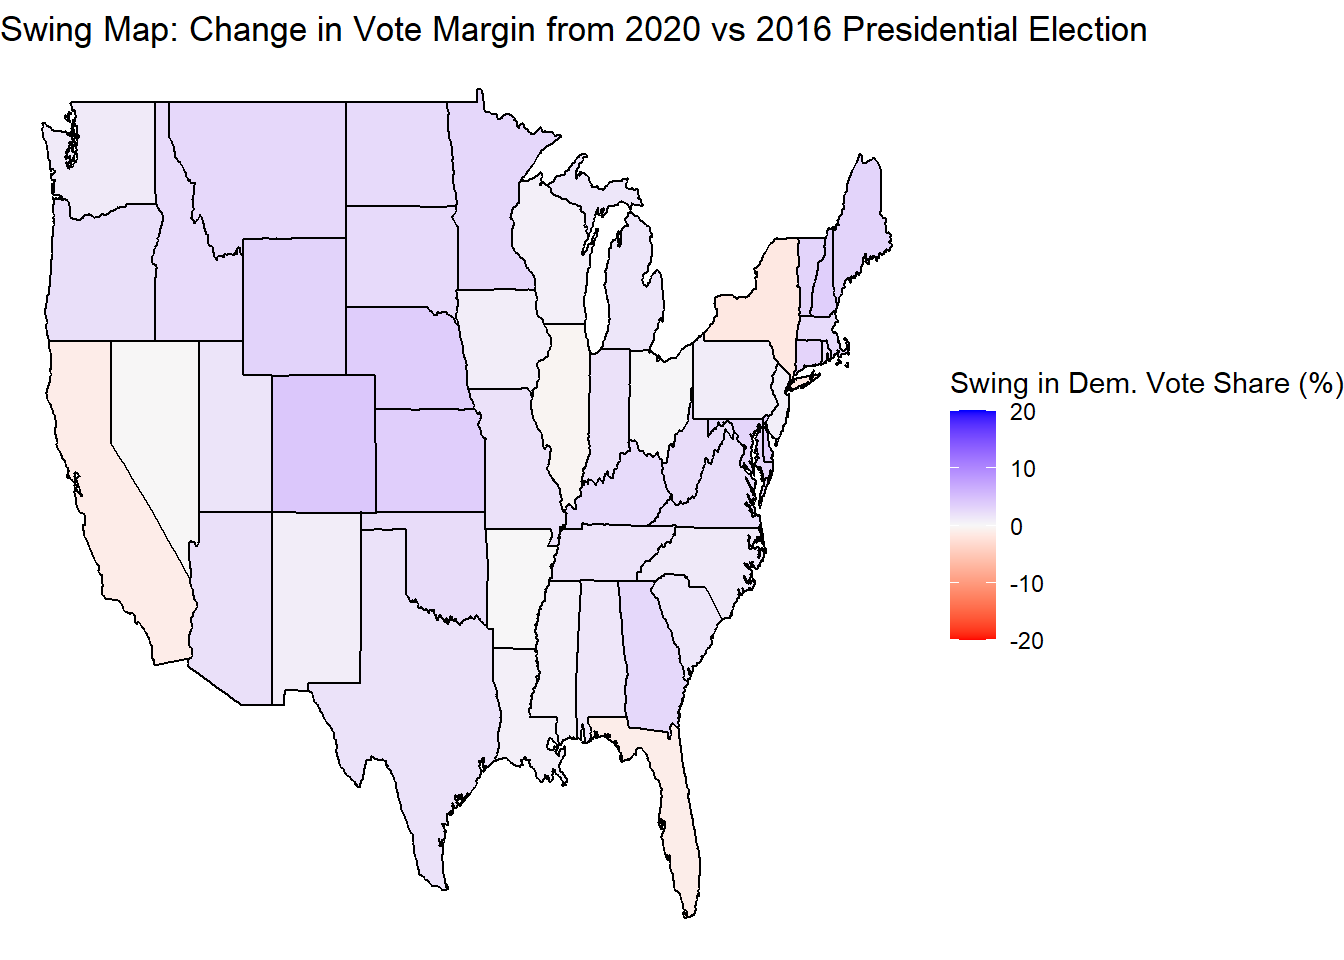 Swing Map: Change in Vote Margin from 2020 vs 2016 Presidential Election
Swing in Dem. Vote Share (%)
20
10
0
-10
-20